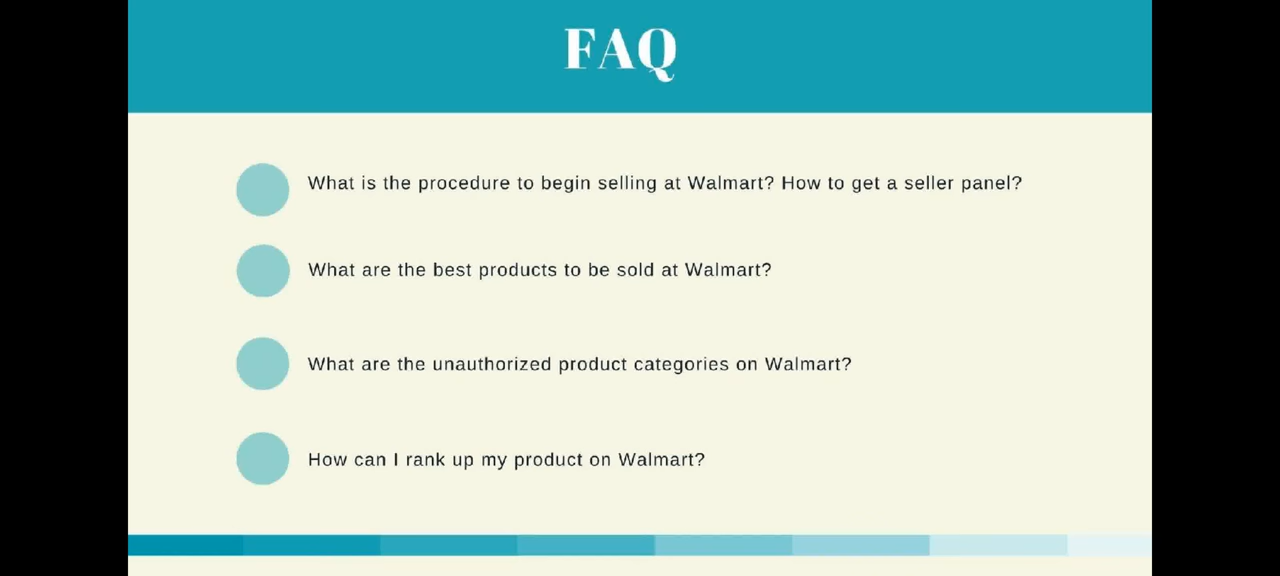 FAQ
What is the procedure to begin selling at Walmart? How to get a seller panel?
What are the best products to be sold at Walmart?
What are the unauthorized product categories on Walmart?
How can I rank up my product on Walmart?